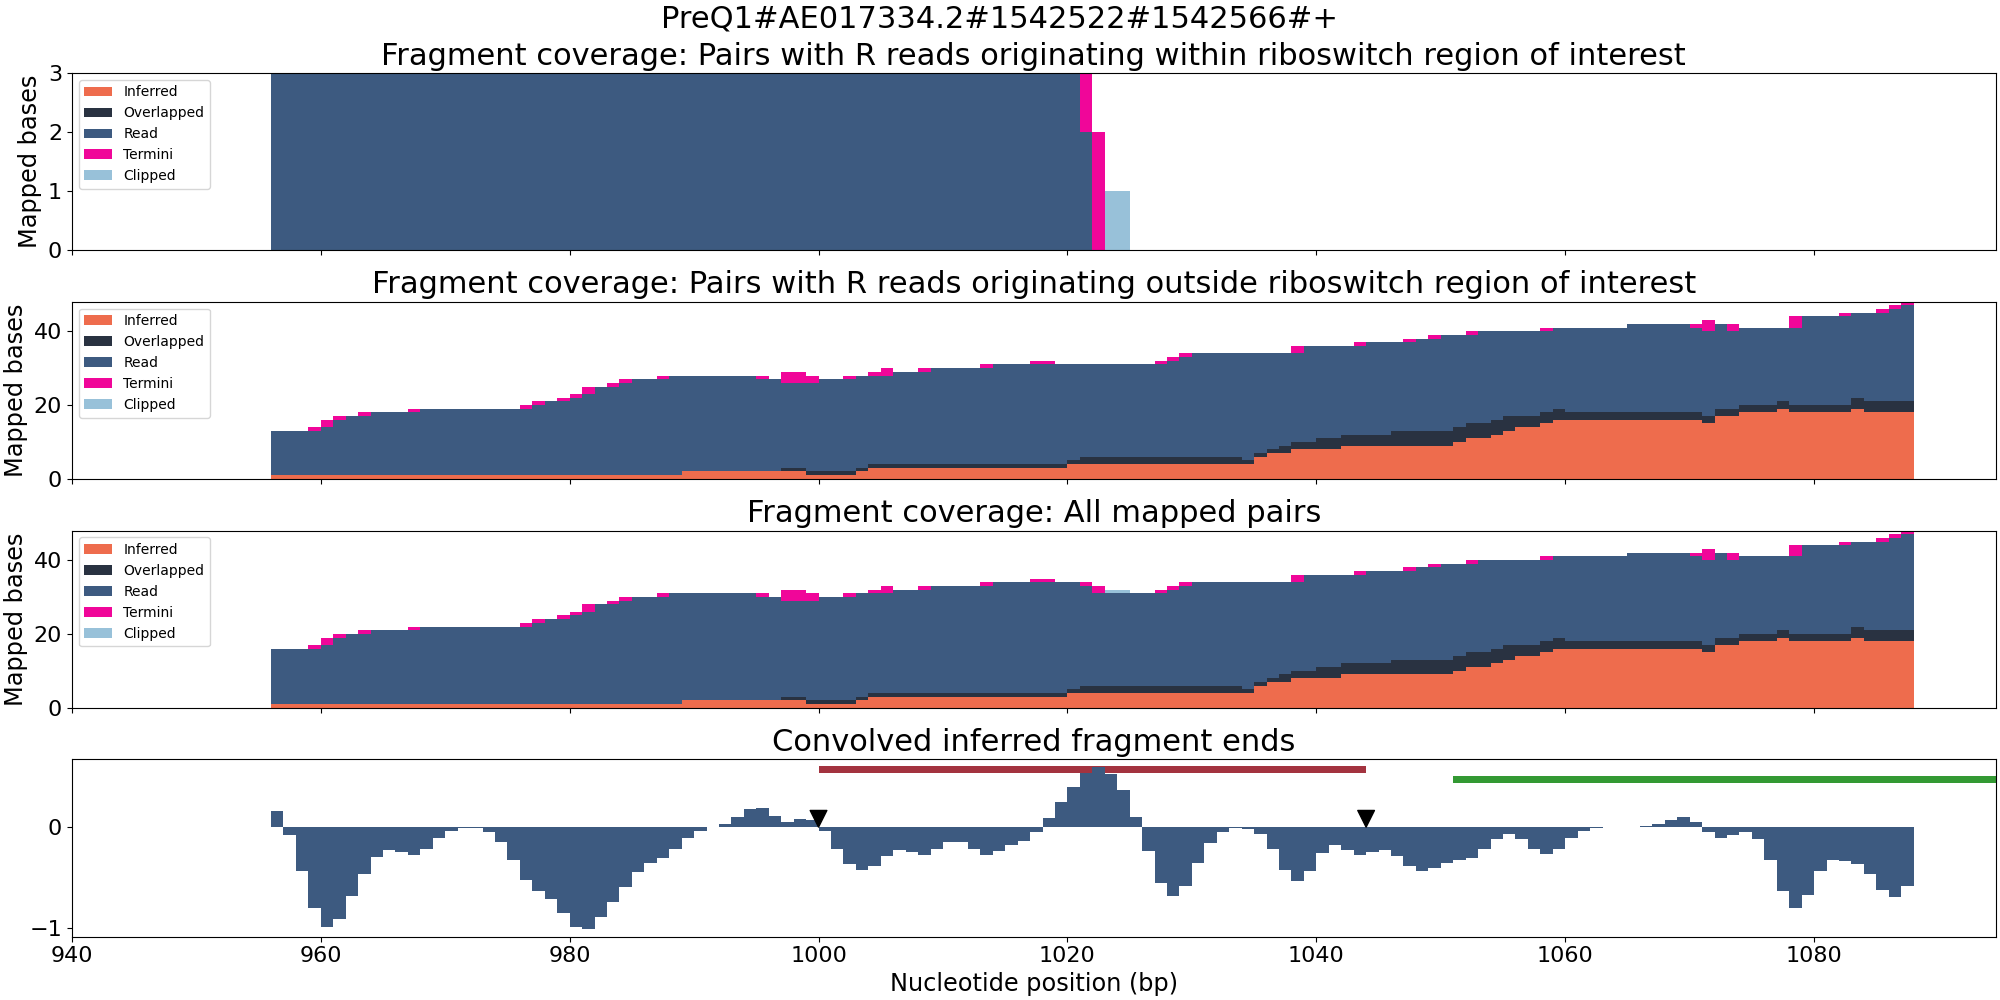 PreQ1#AE017334.2#1542522#1542566#+
Fragment coverage: Pairs with R reads originating within riboswitch region of interest
Mapped bases
3
2
1
0
Inferred
Overlapped
Read
Termini
Clipped
Fragment coverage: Pairs with R reads originating outside riboswitch region of interest
Mapped bases
40
20
0
Inferred
Overlapped
Read
Termini
Clipped
Fragment coverage: All mapped pairs
Mapped bases
40
20
0
Inferred
Overlapped
Read
Termini
Clipped
Convolved inferred fragment ends
0
−1
940 960 980 1000 1020 1040 1060 1080
Nucleotide position (bp)